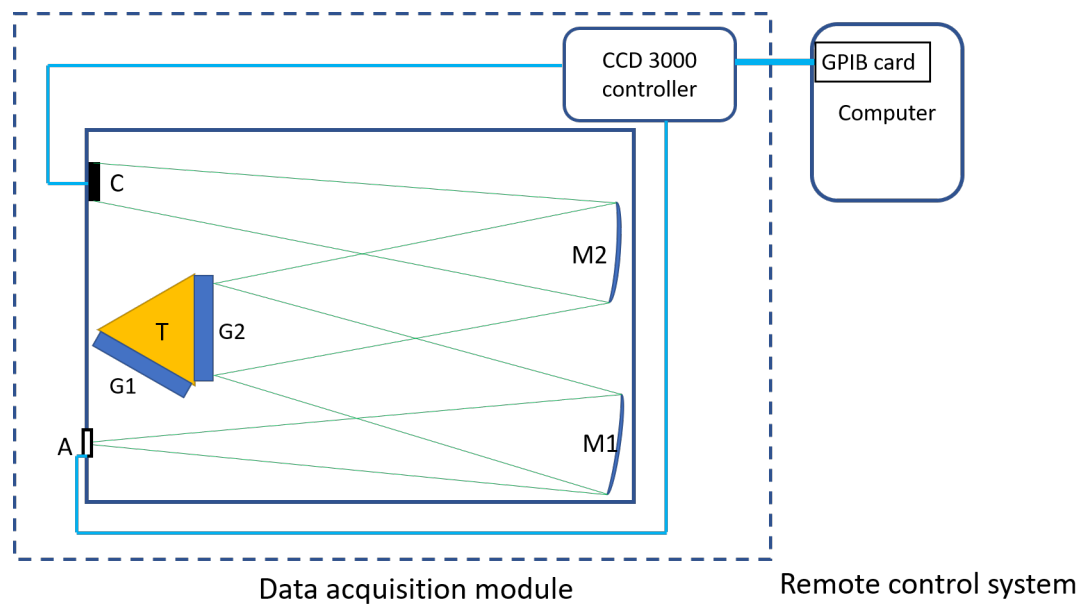 CCD 3000
controller
GPIB card
Computer
C
M2
T
G2
G1
A
M1
Data acquisition module
Remote control system